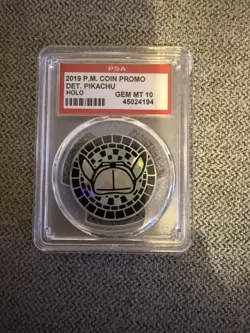 PSA
2019 P.M. COIN PROMO
DET. PIKACHU
HOLO GEM MT 10
45024194